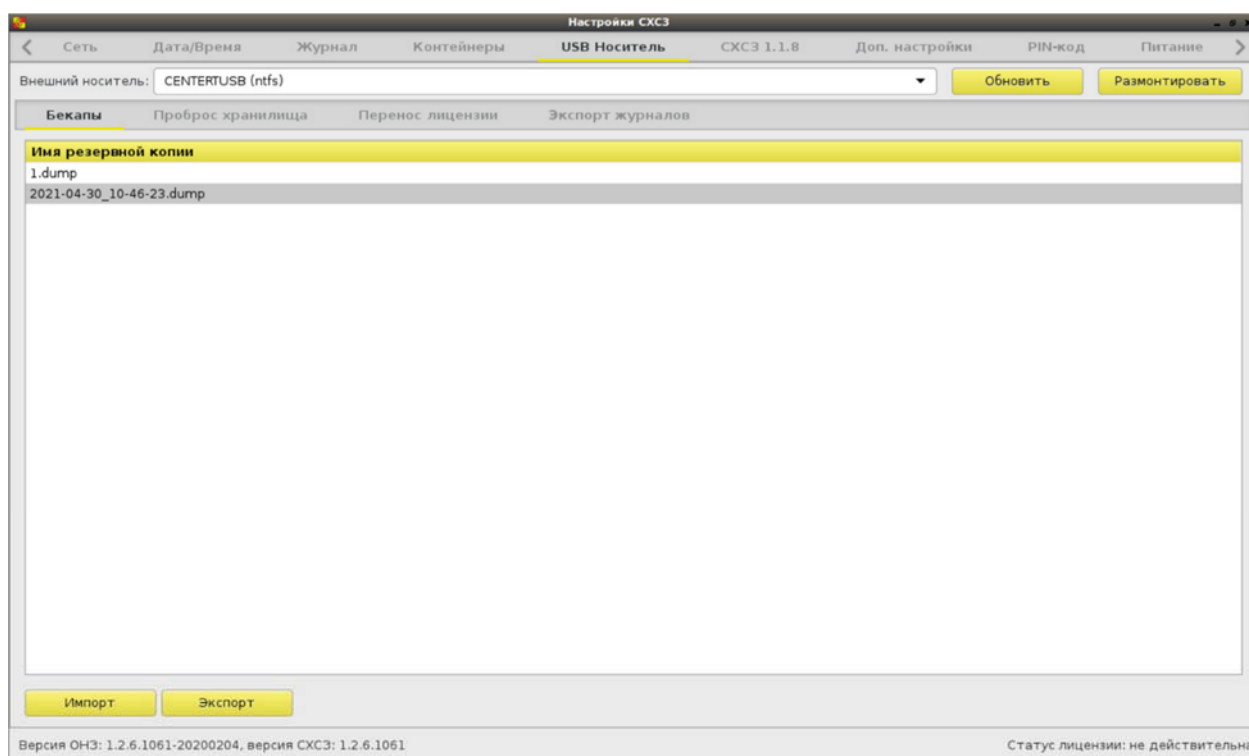 Настройки СХСЗ
Сеть Дата/Время Журнал Контейнеры USB Носитель СХСЗ 1.1.8 Доп. настройки PIN-код Питание
Внешний носитель: CENTERTUSB (ntfs) Обновить Размонтировать
Бекапы Проброс хранилища Перенос лицензии Экспорт журналов
Имя резервной копии
1.dump
2021-04-30_10-46-23.dump
Импорт Экспорт
Версия ОНЗ: 1.2.6.1061-20200204, версия СХСЗ: 1.2.6.1061 Статус лицензии: не действительн